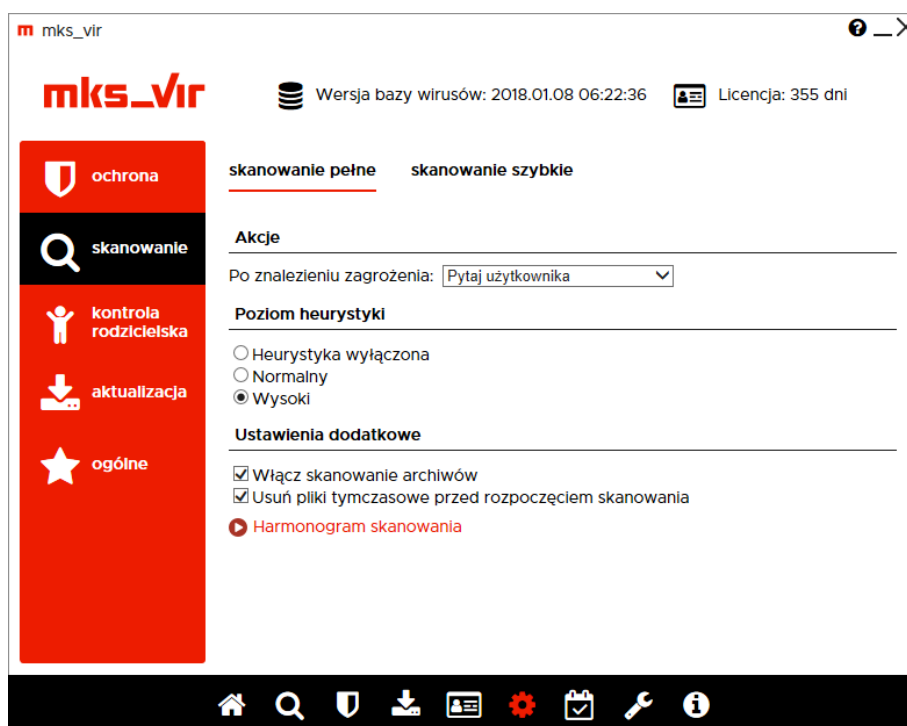 mks_vir
mks_vir
Wersja bazy wirusów: 2018.01.08 06:22:36
Licencja: 355 dni
ochrona
skanowanie
kontrola
rodzicielska
aktualizacja
ogólne
skanowanie pełne
skanowanie szybkie
Akcje
Po znalezieniu zagrożenia: Pytaj użytkownika
Poziom heurystyki
Heurystyka wyłączona
Normalny
Wysoki
Ustawienia dodatkowe
Włącz skanowanie archiwów
Usuń pliki tymczasowe przed rozpoczęciem skanowania
Harmonogram skanowania